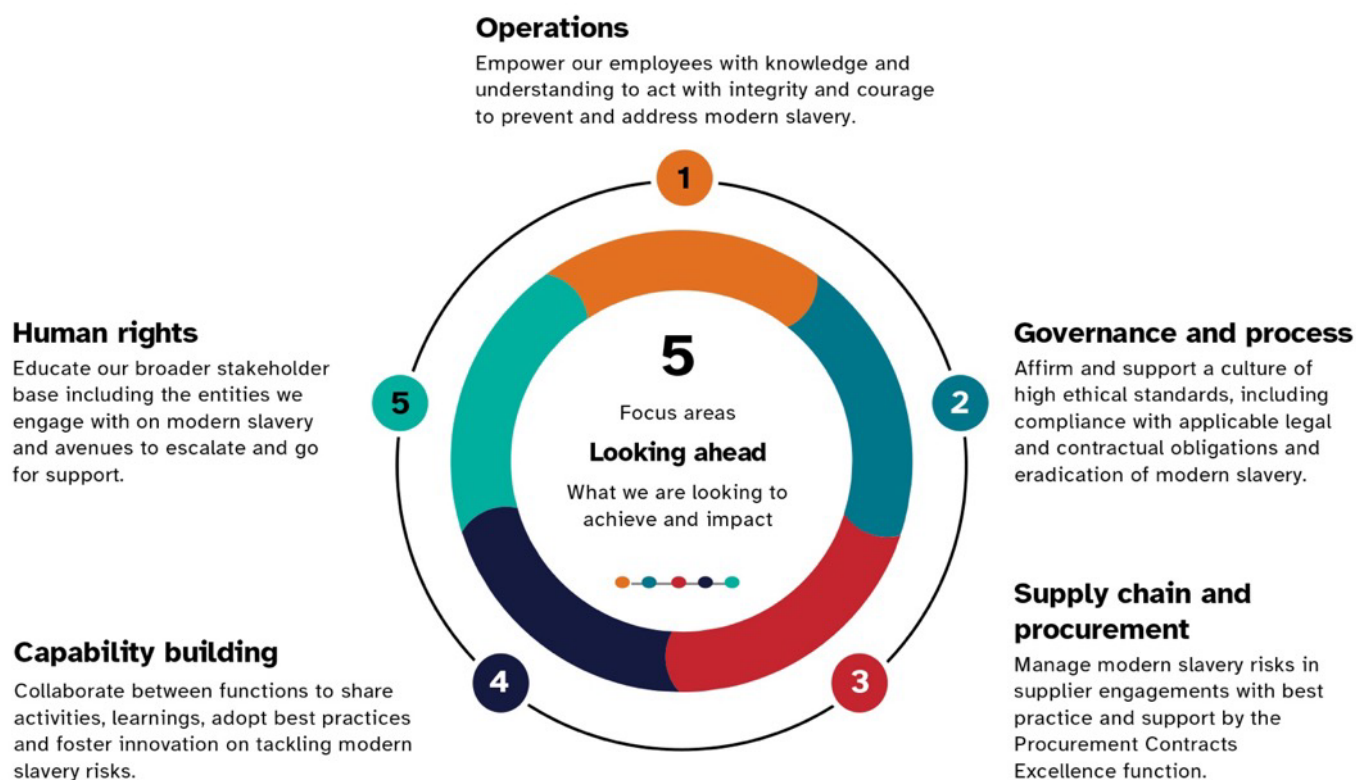 Operations
Empower our employees with knowledge and
understanding to act with integrity and courage
to prevent and address modern slavery.
1
Governance and process
Affirm and support a culture of
high ethical standards, including
compliance with applicable legal
and contractual obligations and
eradication of modern slavery.
2
Supply chain and
procurement
Manage modern slavery risks in
supplier engagements with best
practice and support by the
Procurement Contracts
Excellence function.
3
Capability building
Collaborate between functions to share
activities, learnings, adopt best practices
and foster innovation on tackling modern
slavery risks.
4
Human rights
Educate our broader stakeholder
base including the entities we
engage with on modern slavery
and avenues to escalate and go
for support.
5
5
Focus areas
Looking ahead
What we are looking to
achieve and impact